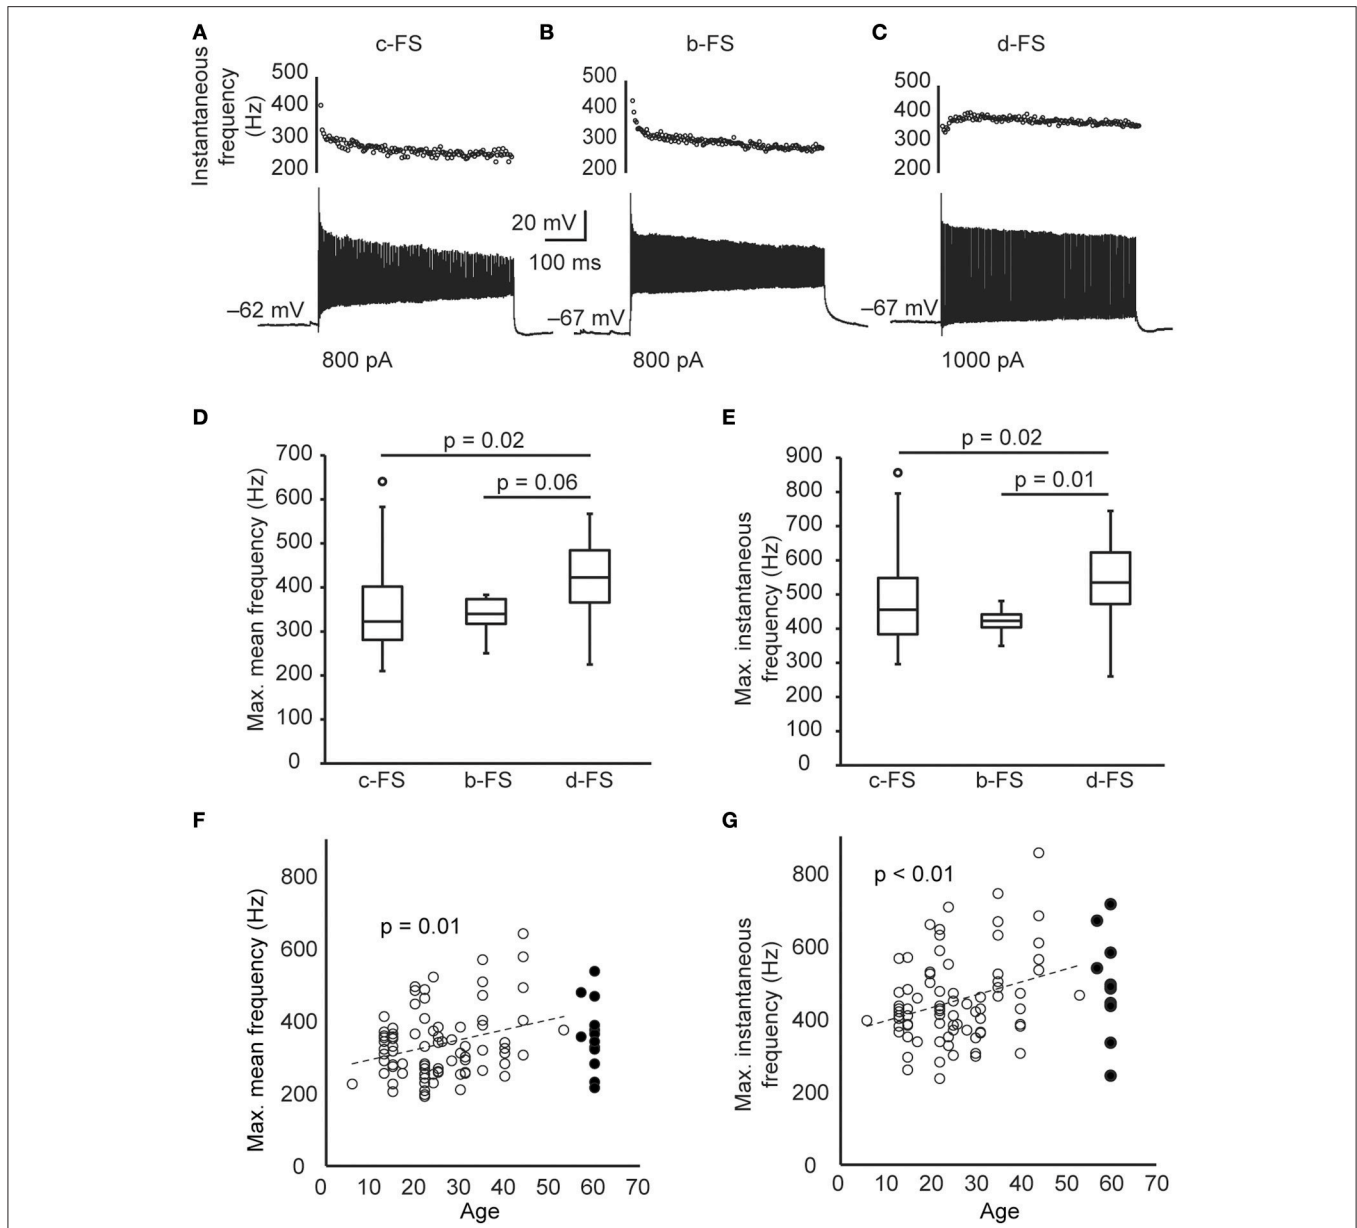 A
c-FS
B
b-FS
C
d-FS
Instantaneous
frequency
(Hz)
500
400
300
200
500
400
300
200
500
400
300
200
20 mV
100 ms
–62 mV
–67 mV
–67 mV
800 pA
800 pA
1000 pA
D
Max. mean frequency (Hz)
700
600
500
400
300
200
100
0
p = 0.02
p = 0.06
c-FS
b-FS
d-FS
E
Max. instantaneous
frequency (Hz)
900
800
700
600
500
400
300
200
100
0
p = 0.02
p = 0.01
c-FS
b-FS
d-FS
F
Max. mean frequency (Hz)
800
600
400
200
0
p = 0.01
0 10 20 30 40 50 60 70
Age
G
Max. instantaneous
frequency (Hz)
800
600
400
200
0
p < 0.01
0 10 20 30 40 50 60 70
Age